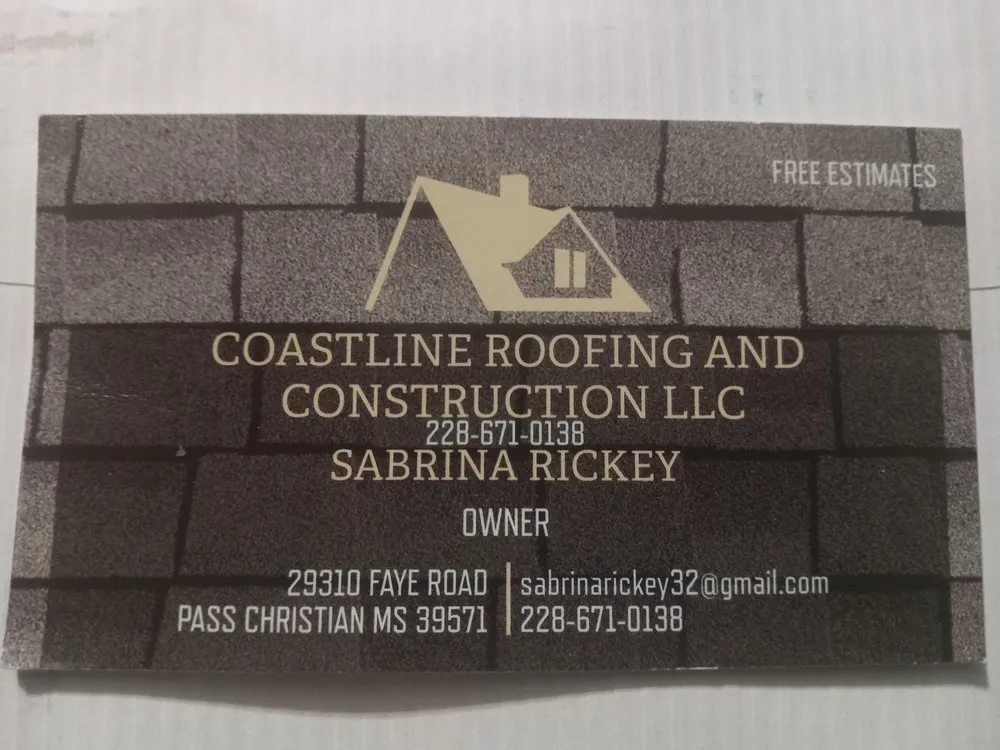 FREE ESTIMATES
COASTLINE ROOFING AND
CONSTRUCTION LLC
228-671-0138
SABRINA RICKEY
OWNER
29310 FAYE ROAD
PASS CHRISTIAN MS 39571
sabrinarickey32@gmail.com
228-671-0138